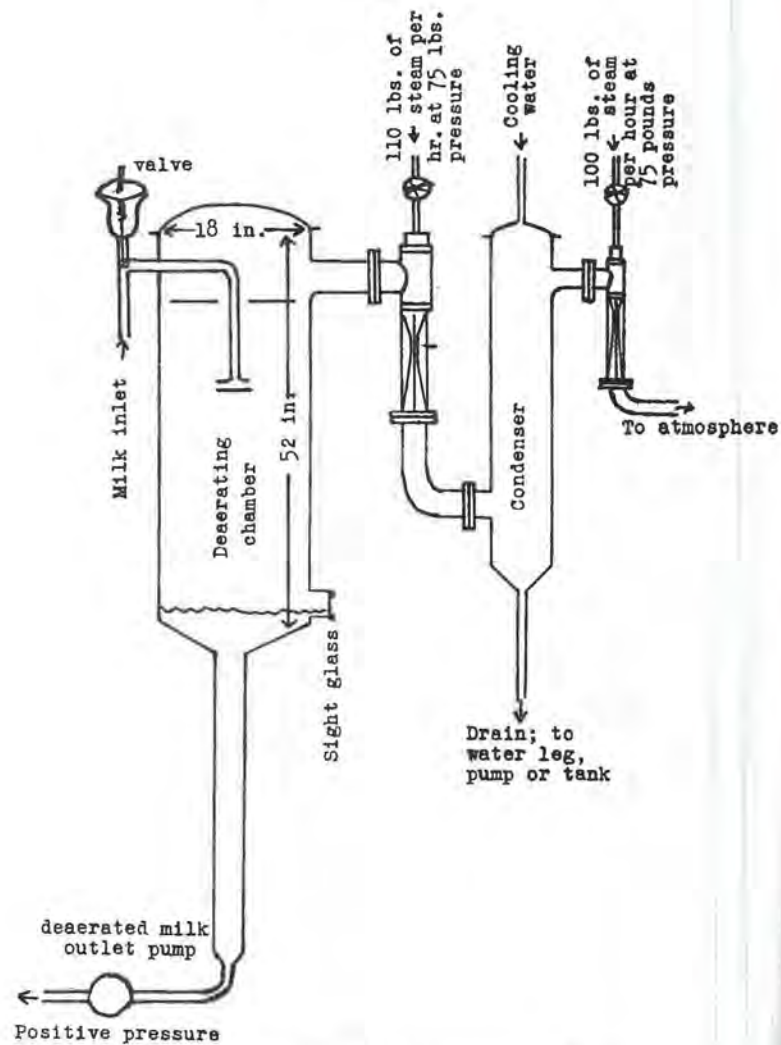 valve
110 lbs. of
steam per
hr. at 75 lbs.
pressure
Cooling
water
100 lbs. of
steam
per hour at
75 pounds
pressure
18 in.
Milk inlet
Deaerating
chamber
52 in.
Condenser
To atmosphere
Sight glass
Drain; to
water leg,
pump or tank
deaerated milk
outlet pump
Positive pressure